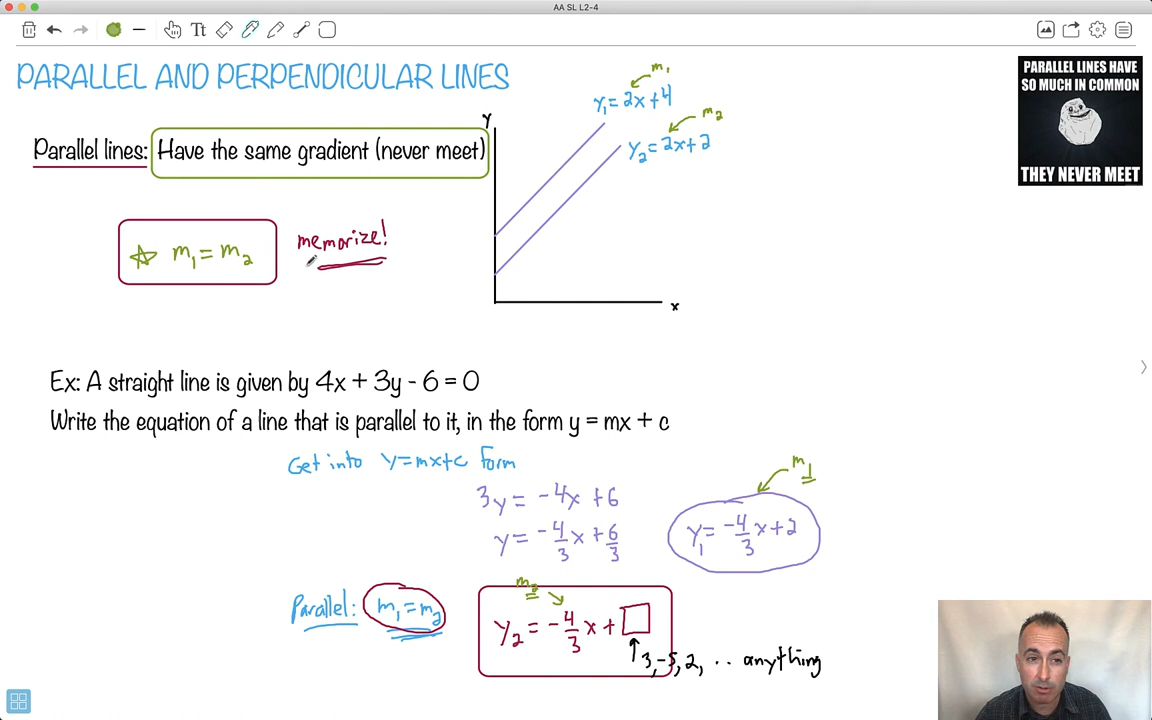 AA SL L2-4
Tt
PARALLEL AND PERPENDICULAR LINES
Parallel lines: Have the same gradient (never meet)
m₁ = m₂
memorize!
y
m₁
y₁ = 2x + 4
m₂
y₂ = 2x + 2
x
PARALLEL LINES HAVE
SO MUCH IN COMMON
THEY NEVER MEET
Ex: A straight line is given by 4x + 3y - 6 = 0
Write the equation of a line that is parallel to it, in the form y = mx + c
Get into y=mx+c form
3y = -4x + 6
y = -4/3 x + 6/3
m₁
y₁ = -4/3 x + 2
Parallel: m₁ = m₂
m₂
y₂ = -4/3 x + □
3, -5, 2, .. anything